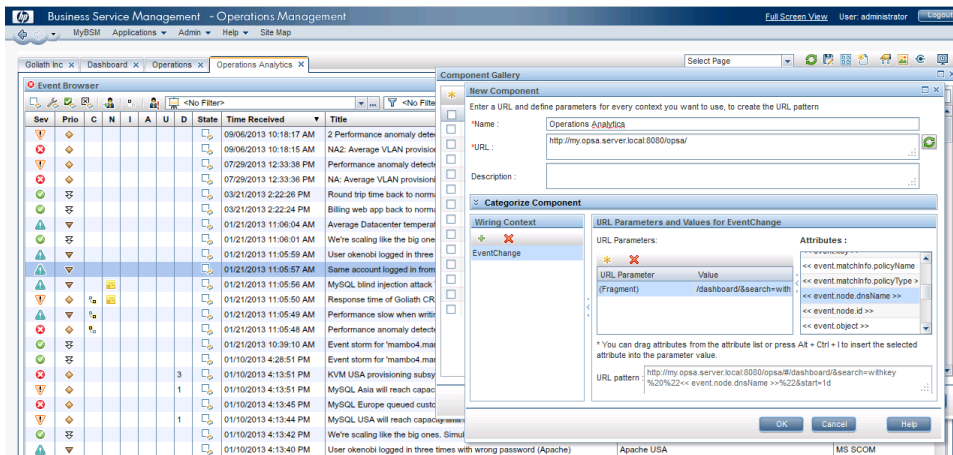 hp Business Service Management - Operations Management Full Screen View User: administrator Logout
MyBSM Applications Admin Help Site Map
Goliath Inc x Dashboard x Operations x Operations Analytics x Select Page
Event Browser
<No Filter> ... <No Filte
Sev Prio C N I A U D State Time Received Title
09/06/2013 10:18:17 AM 2 Performance anomaly dete
09/06/2013 10:18:15 AM NA2: Average VLAN provision
07/29/2013 12:33:38 PM Performance anomaly detecte
07/29/2013 12:33:36 PM NA: Average VLAN provisioni
03/21/2013 2:22:26 PM Round trip time back to norma
03/21/2013 2:22:24 PM Billing web app back to norma
01/21/2013 11:06:04 AM Average Datacenter temperat
01/21/2013 11:06:01 AM We're scaling like the big ones
01/21/2013 11:05:59 AM User okenobi logged in three
01/21/2013 11:05:57 AM Same account logged in from
01/21/2013 11:05:56 AM MySQL blind injection attack
01/21/2013 11:05:50 AM Response time of Goliath CR
01/21/2013 11:05:49 AM Performance slow when writin
01/21/2013 11:05:48 AM Performance anomaly detecte
01/21/2013 10:39:10 AM Event storm for 'mambo4.mar
01/10/2013 4:28:51 PM Event storm for 'mambo4.mar
3 01/10/2013 4:13:51 PM KVM USA provisioning subsy
1 01/10/2013 4:13:51 PM MySQL Asia will reach capac
01/10/2013 4:13:45 PM MySQL Europe queued custo
1 01/10/2013 4:13:44 PM MySQL USA will reach capacity limit
01/10/2013 4:13:42 PM We're scaling like the big ones. Simul
01/10/2013 4:13:40 PM User okenobi logged in three times with wrong password (Apache) Apache USA MS SCOM
Component Gallery
New Component
Enter a URL and define parameters for every context you want to use, to create the URL pattern
*Name : Operations Analytics
*URL : http://my.opsa.server.local:8080/opsa/
Description :
Categorize Component
Wiring Context
EventChange
URL Parameters and Values for EventChange
URL Parameters: Attributes :
URL Parameter Value
(Fragment) /dashboard/&search=with
<< event.matchInfo.policyName
<< event.matchInfo.policyType >
<< event.node.dnsName >>
<< event.node.id >>
<< event.object >>
* You can drag attributes from the attribute list or press Alt + Ctrl + I to insert the selected
attribute into the parameter value.
URL pattern : http://my.opsa.server.local:8080/opsa/#/dashboard/&search=withkey
%20%22<< event.node.dnsName >>%22&start=1d
OK Cancel Help